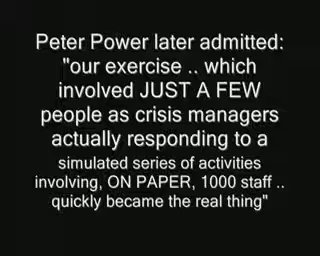 Peter Power later admitted:
"our exercise .. which
involved JUST A FEW
people as crisis managers
actually responding to a
simulated series of activities
involving, ON PAPER, 1000 staff ..
quickly became the real thing"